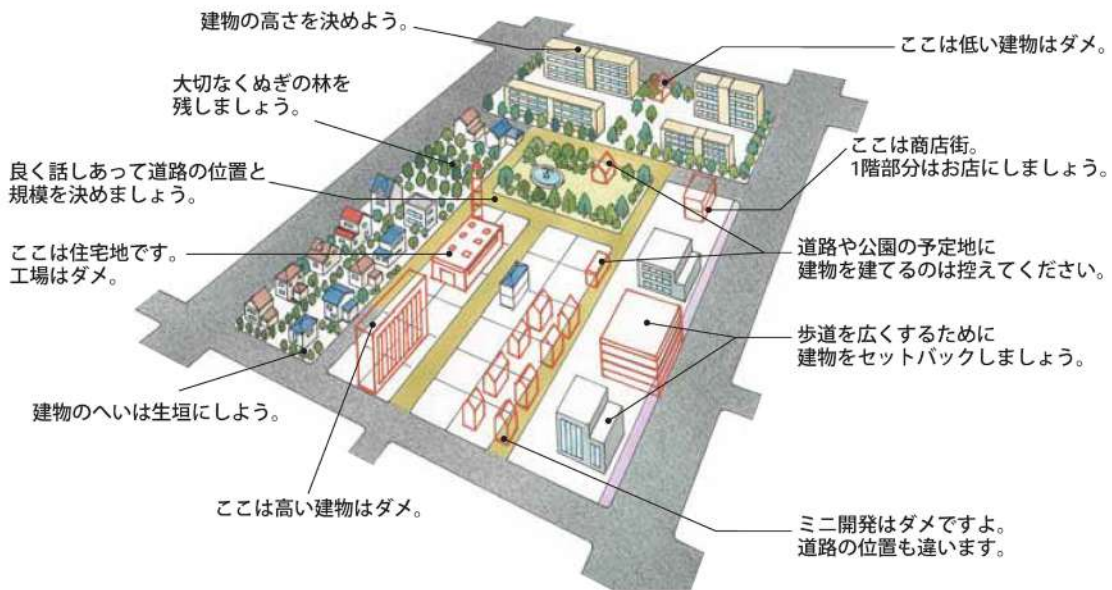 建物の高さを決めよう。
ここは低い建物はダメ。
大切なくぬぎの林を
残しましょう。
ここは商店街。
1階部分はお店にしましょう。
良く話しあって道路の位置と
規模を決めましょう。
道路や公園の予定地に
建物を建てるのは控えてください。
ここは住宅地です。
工場はダメ。
歩道を広くするために
建物をセットバックしましょう。
建物のへいは生垣にしよう。
ここは高い建物はダメ。
ミニ開発はダメですよ。
道路の位置も違います。